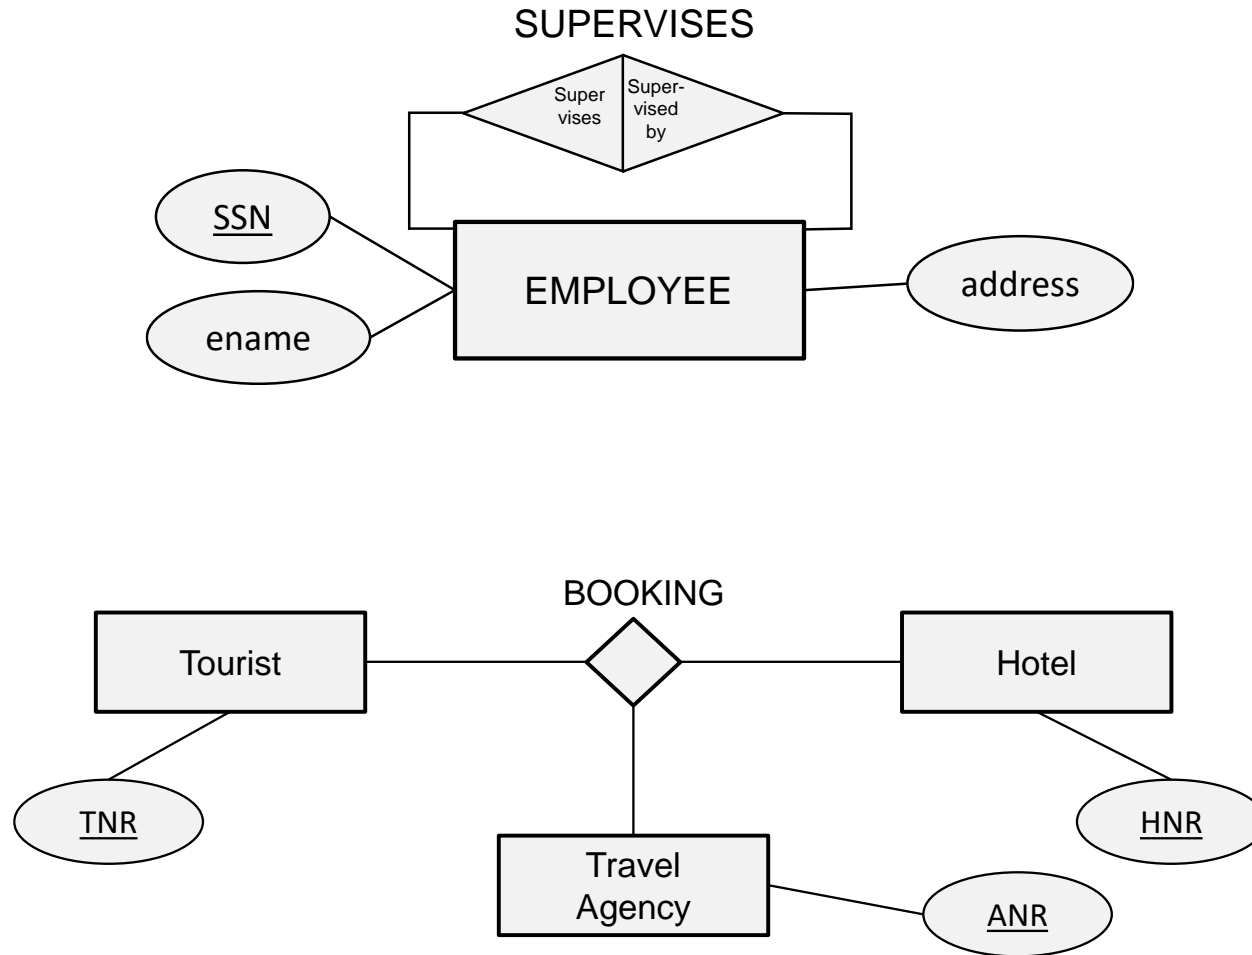 SUPERVISES
Super
vises
Super-
vised
by
SSN
EMPLOYEE
address
ename
BOOKING
Tourist
Hotel
TNR
HNR
Travel
Agency
ANR